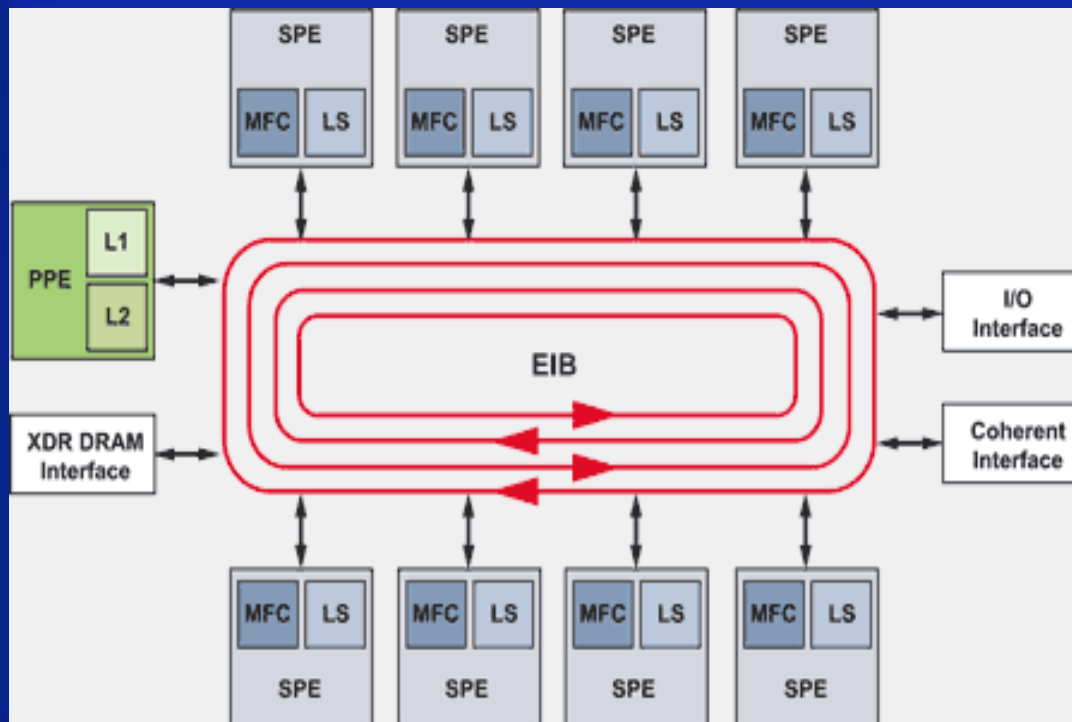 SPE
SPE
SPE
SPE
MFC LS
MFC LS
MFC LS
MFC LS
PPE
L1
L2
I/O
Interface
EIB
XDR DRAM
Interface
Coherent
Interface
MFC LS
MFC LS
MFC LS
MFC LS
SPE
SPE
SPE
SPE